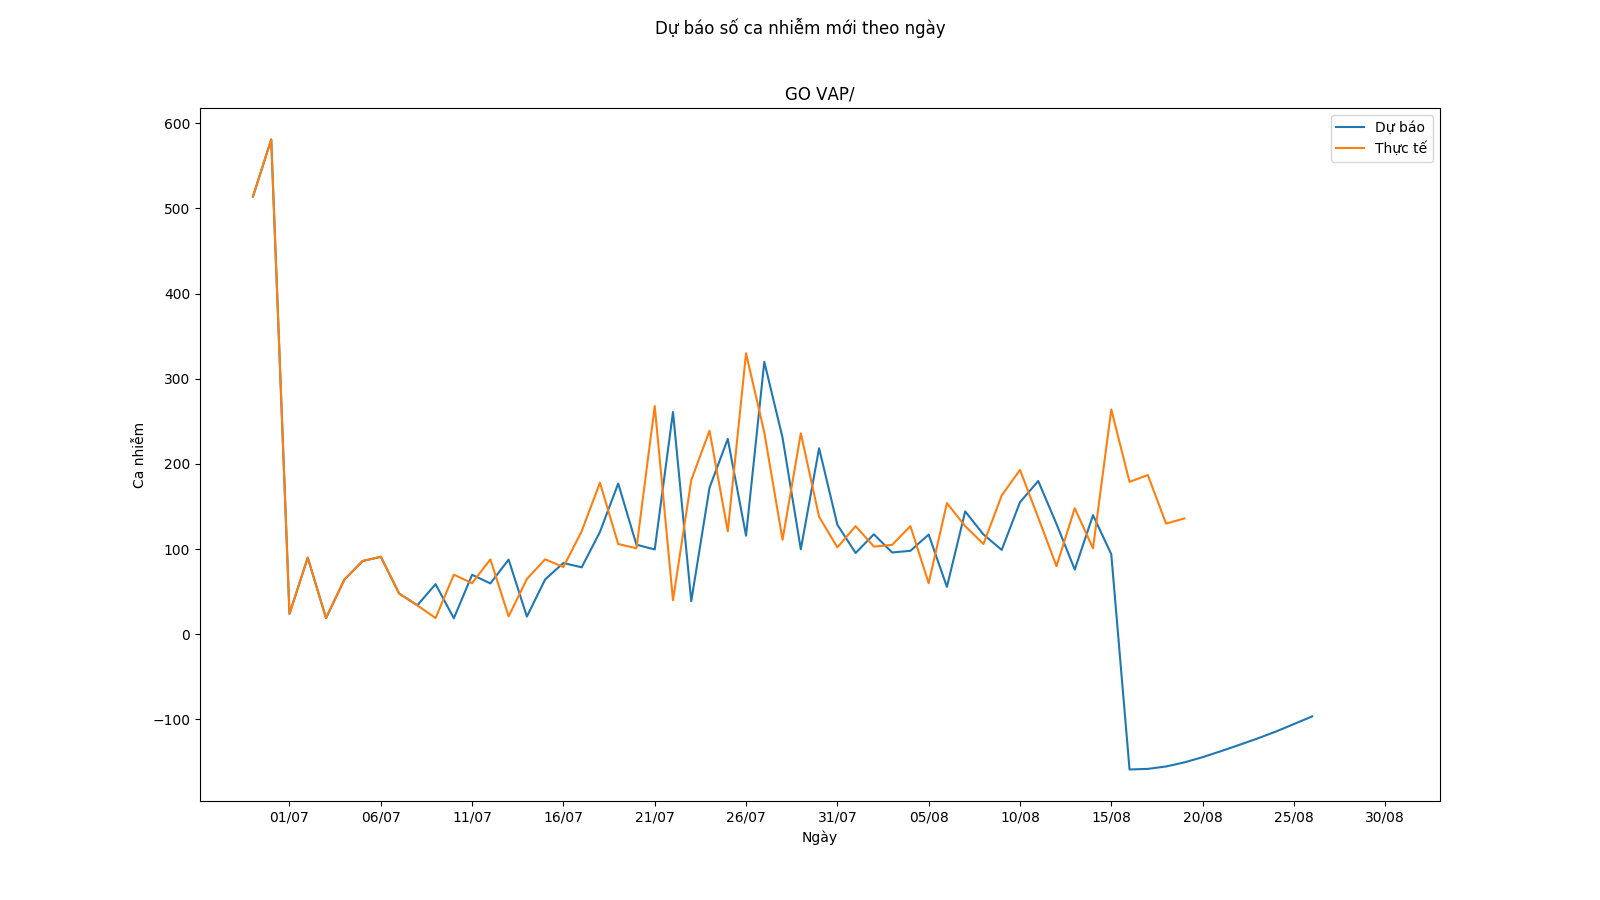 Dự báo số ca nhiễm mới theo ngày
GO VAP/
Dự báo
Thực tế
600
500
400
300
200
100
0
−100
Ca nhiễm
01/07 06/07 11/07 16/07 21/07 26/07 31/07 05/08 10/08 15/08 20/08 25/08 30/08
Ngày